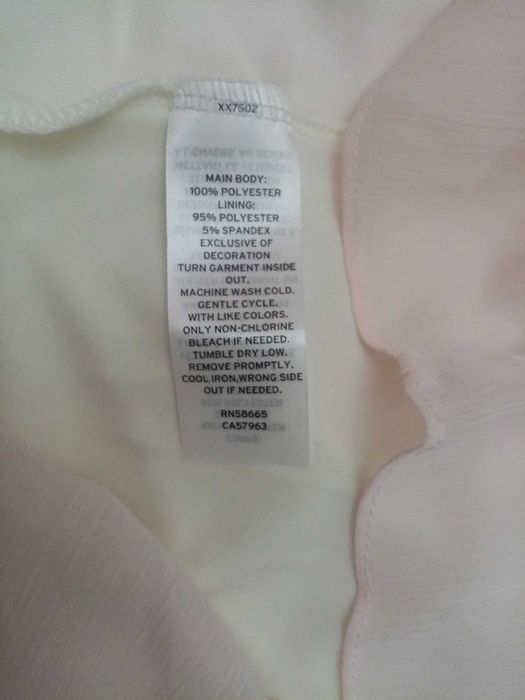 XX7502
MAIN BODY:
100% POLYESTER
LINING:
95% POLYESTER
5% SPANDEX
EXCLUSIVE OF
DECORATION
TURN GARMENT INSIDE
OUT.
MACHINE WASH COLD.
GENTLE CYCLE.
WITH LIKE COLORS.
ONLY NON-CHLORINE
BLEACH IF NEEDED.
TUMBLE DRY LOW.
REMOVE PROMPTLY.
COOL IRON,WRONG SIDE
OUT IF NEEDED.
RN58665
CA57963